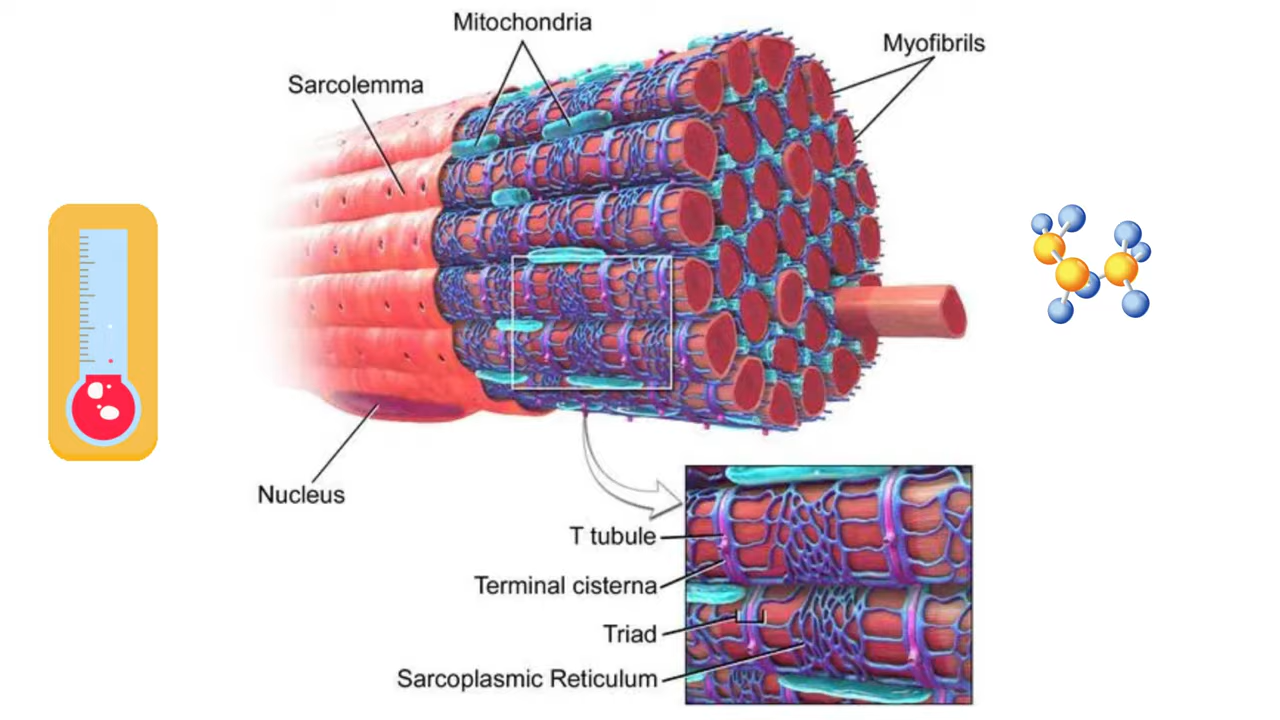 Mitochondria
Myofibrils
Sarcolemma
Nucleus
T tubule
Terminal cisterna
Triad
Sarcoplasmic Reticulum